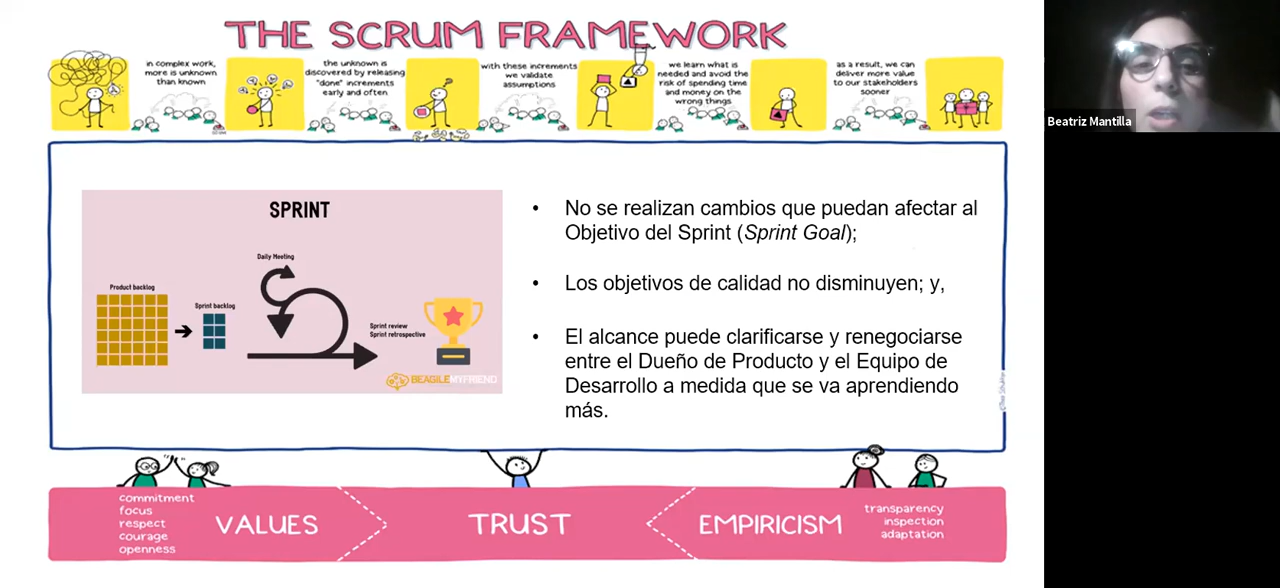 THE SCRUM FRAMEWORK
in complex work,
more is unknown
than known
the unknown is
discovered by releasing
"done" increments
early and often.
with these increments
we validate
assumptions
we learn what is
needed and avoid the
risk of spending time
and money on the
wrong things
as a result, we can
deliver more value
to our stakeholders
sooner
Beatriz Mantilla
SPRINT
Daily Meeting
Product backlog
Sprint backlog
Sprint review
Sprint retrospective
BEAGILEMYFRIEND
• No se realizan cambios que puedan afectar al
Objetivo del Sprint (Sprint Goal);
• Los objetivos de calidad no disminuyen; y,
• El alcance puede clarificarse y renegociarse
entre el Dueño de Producto y el Equipo de
Desarrollo a medida que se va aprendiendo
más.
commitment
focus
respect
courage
openness
VALUES
TRUST
EMPIRICISM
transparency
inspection
adaptation